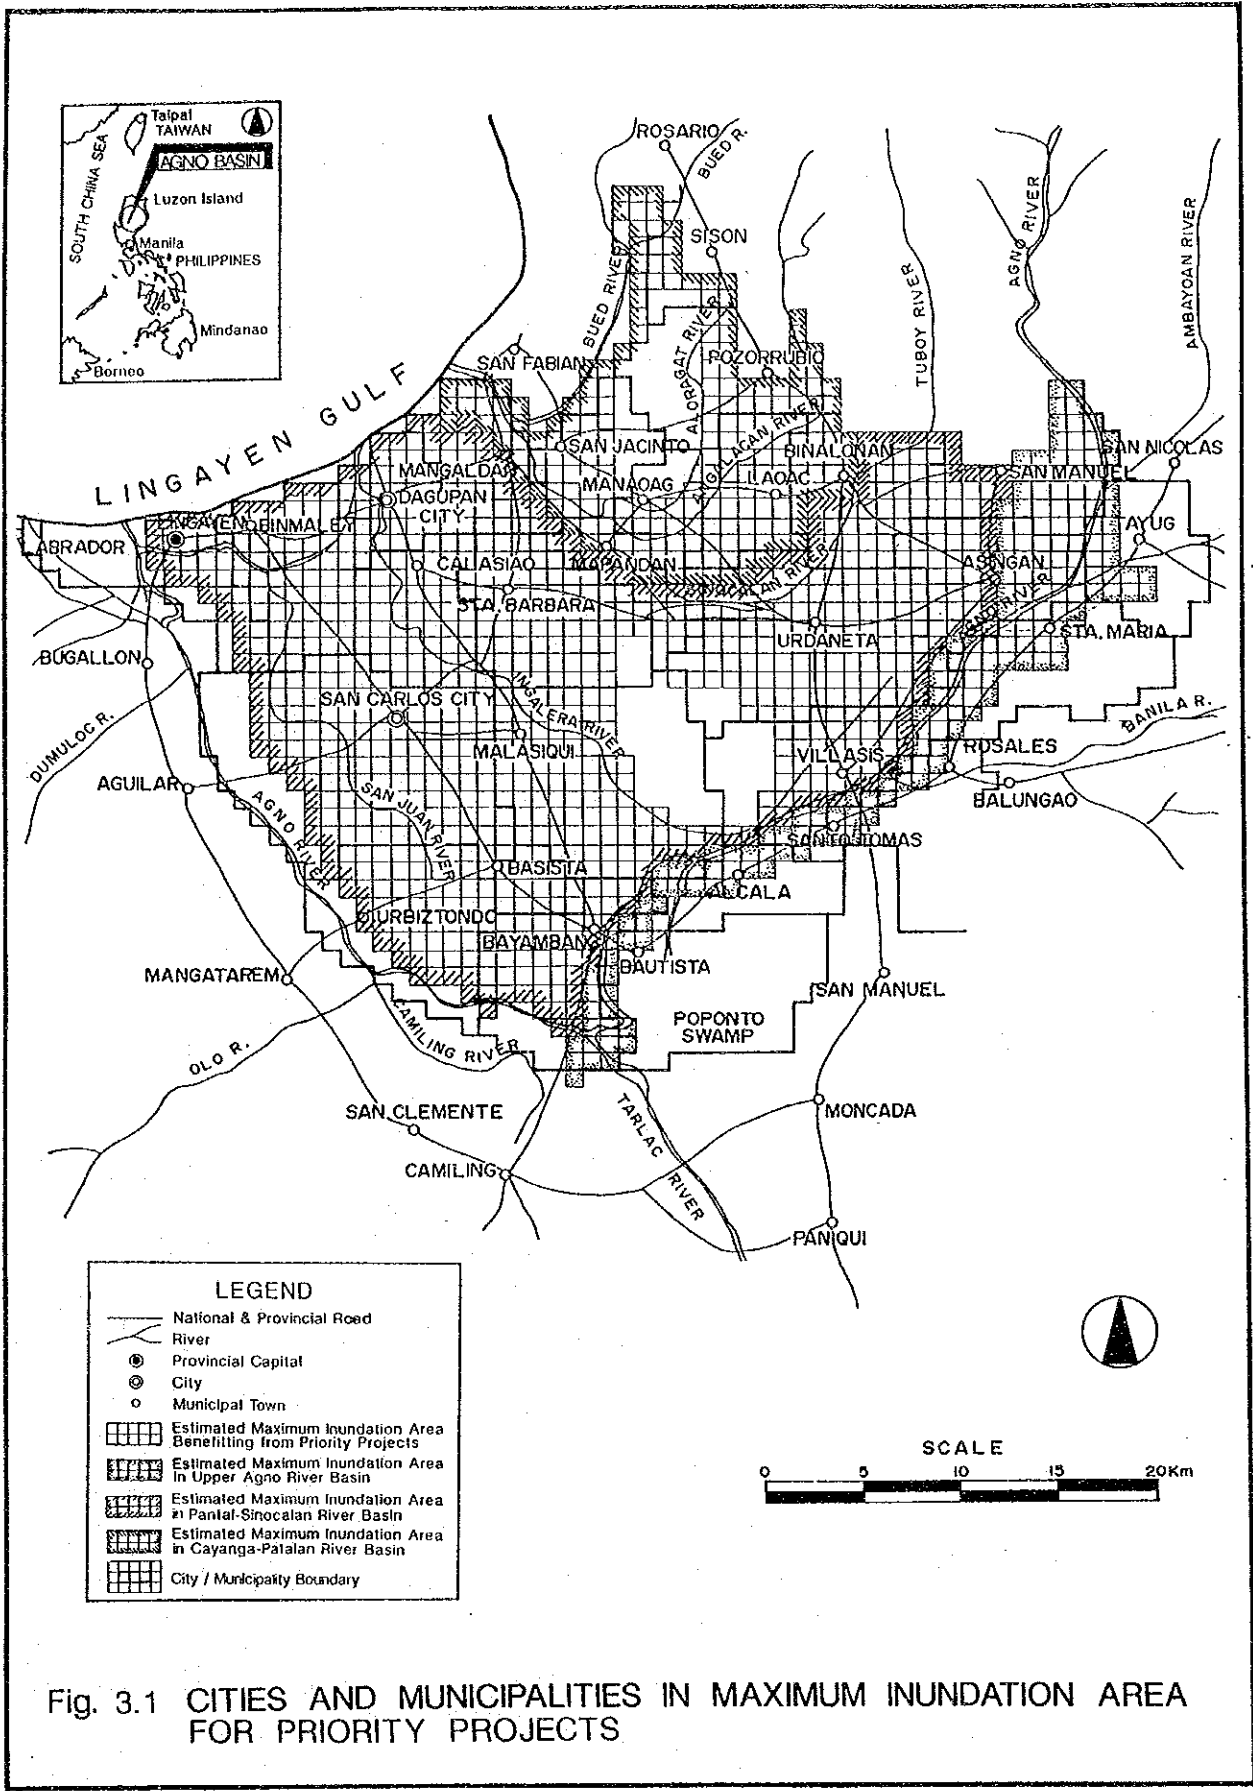 Taipai
TAIWAN
AGNO BASIN
SOUTH CHINA SEA
Luzon Island
Manila
PHILIPPINES
Mindanao
Borneo
ROSARIO
BUED R.
SISON
BUED RIVER
AGNO RIVER
AMBAYOAN RIVER
TUBOY RIVER
SAN FABIAN
ALORAGAT RIVER
POZORRUBIO
LINGAYEN GULF
ANGALACAN RIVER
SAN JACINTO
BINALONAN
SAN NICOLAS
MANGALDAN
MANAOAG
LAOAC
SAN MANUEL
DAGUPAN
CITY
LINGAYEN
BINMALEY
TAYUG
LABRADOR
CALASIAO
MAPANDAN
SINOCALAN RIVER
ASINGAN
STA. BARBARA
AGNO RIVER
URDANETA
STA. MARIA
BUGALLON
SAN CARLOS CITY
INGALERA RIVER
DUMULOC R.
MALASIQUI
VILLASIS
ROSALES
BANILA R.
AGUILAR
BALUNGAO
AGNO RIVER
SAN JUAN RIVER
SANTO TOMAS
BASISTA
ALCALA
URBIZTONDO
BAYAMBANG
BAUTISTA
MANGATAREM
SAN MANUEL
POPONTO
SWAMP
CAMILING RIVER
OLO R.
SAN CLEMENTE
TARLAC RIVER
MONCADA
CAMILING
PANIQUI
LEGEND
National & Provincial Road
River
Provincial Capital
City
Municipal Town
Estimated Maximum Inundation Area
Benefitting from Priority Projects
Estimated Maximum Inundation Area
in Upper Agno River Basin
Estimated Maximum Inundation Area
in Pantal-Sinocalan River Basin
Estimated Maximum Inundation Area
in Cayanga-Patalan River Basin
City / Municipality Boundary
SCALE
0 5 10 15 20Km
Fig. 3.1 CITIES AND MUNICIPALITIES IN MAXIMUM INUNDATION AREA
FOR PRIORITY PROJECTS